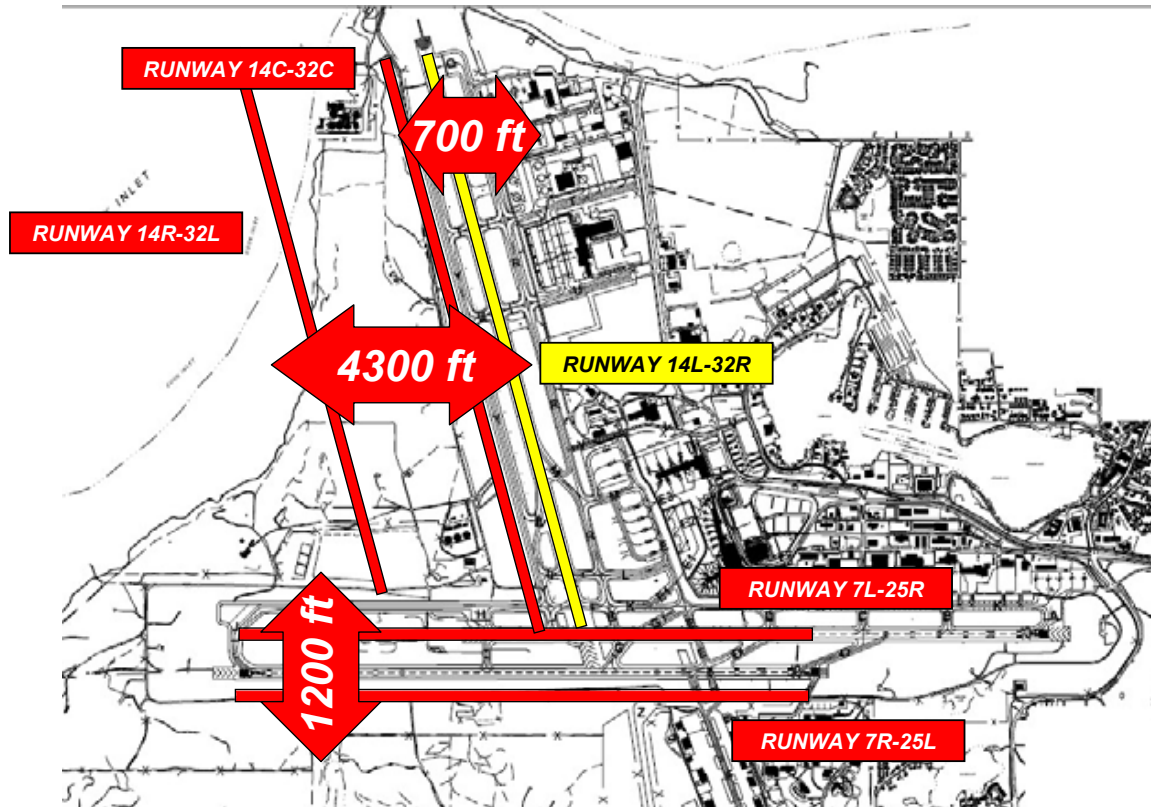 RUNWAY 14C-32C
700 ft
INLET
RUNWAY 14R-32L
4300 ft
RUNWAY 14L-32R
RUNWAY 7L-25R
1200 ft
RUNWAY 7R-25L